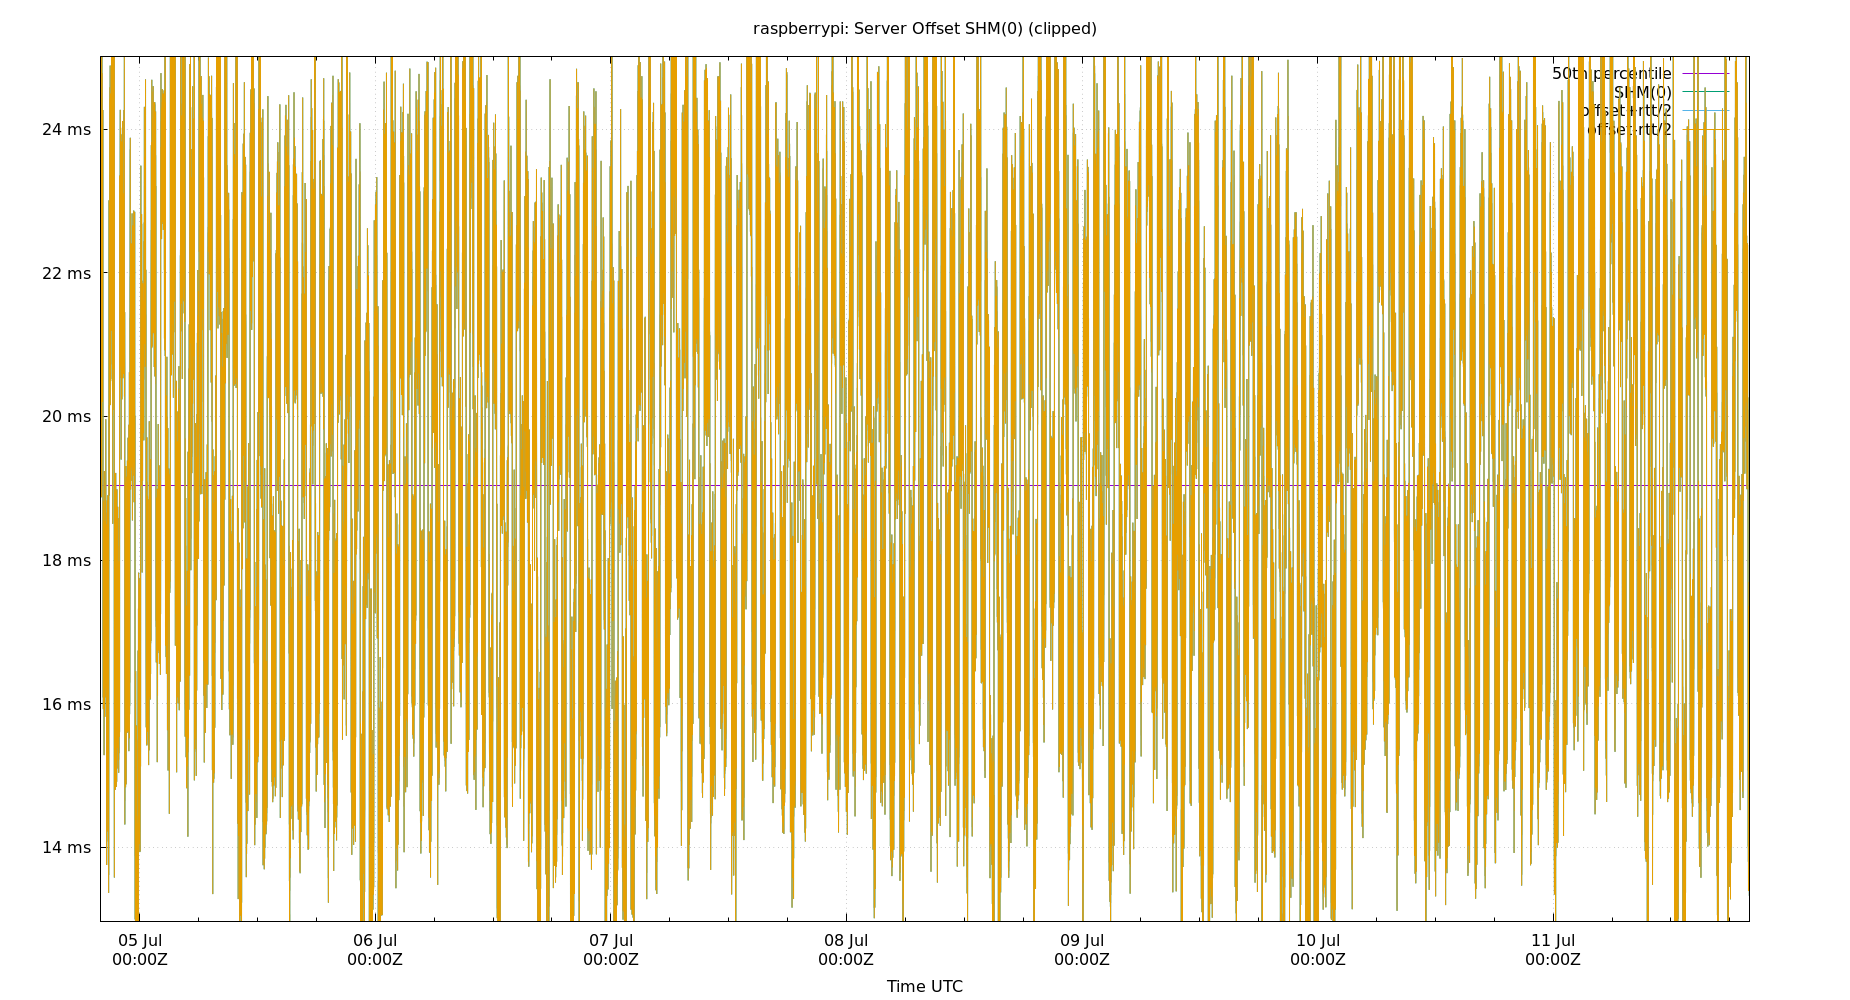 raspberrypi: Server Offset SHM(0) (clipped)
50th percentile
SHM(0)
offset+rtt/2
offset-rtt/2
24 ms
22 ms
20 ms
18 ms
16 ms
14 ms
05 Jul
00:00Z
06 Jul
00:00Z
07 Jul
00:00Z
08 Jul
00:00Z
09 Jul
00:00Z
10 Jul
00:00Z
11 Jul
00:00Z
Time UTC